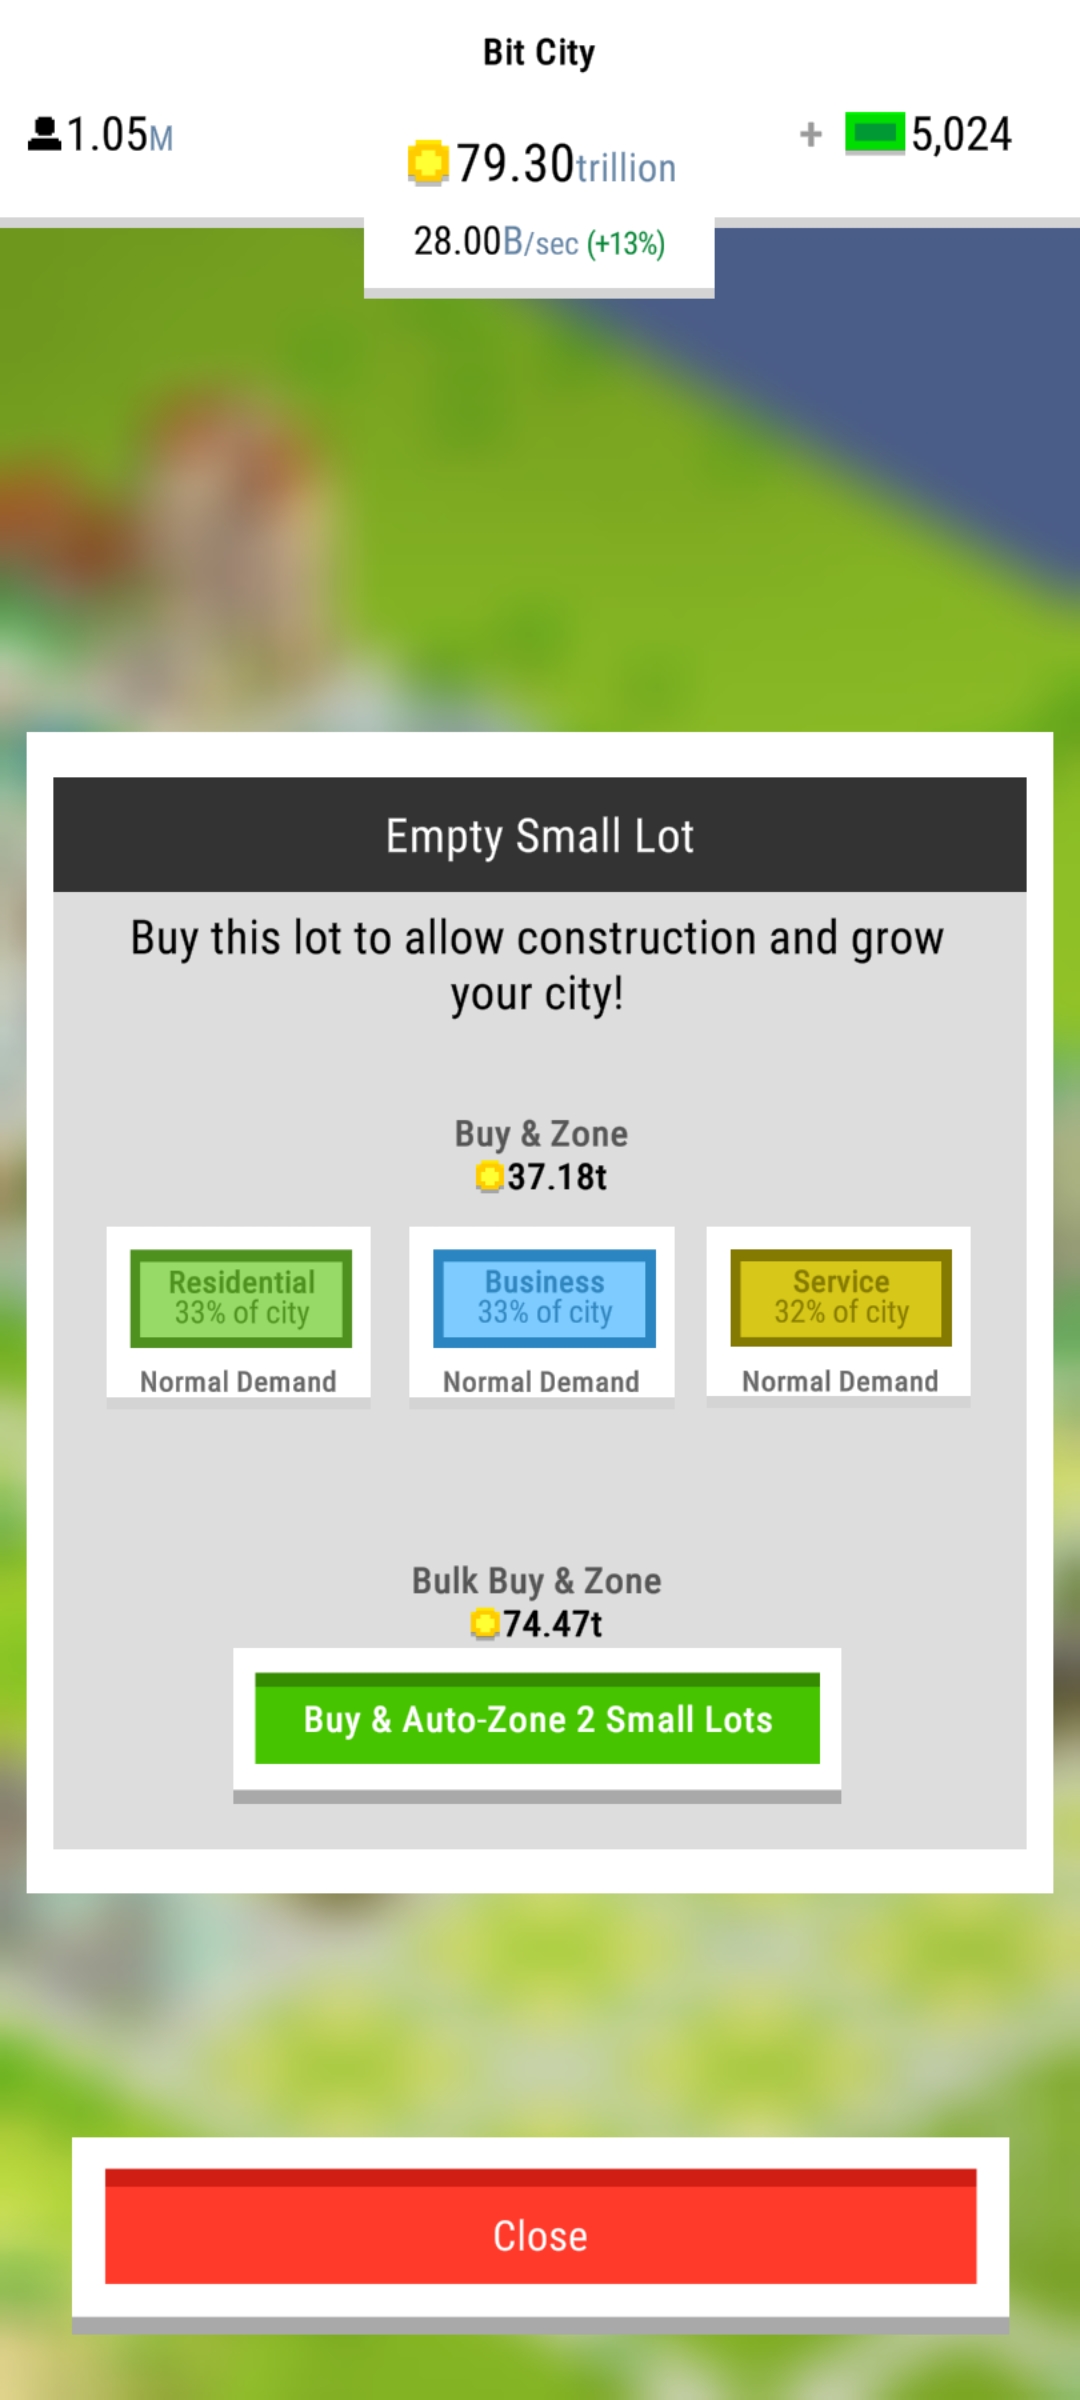 Bit City
1.05M
79.30trillion
+ 5,024
28.00B/sec (+13%)
Empty Small Lot
Buy this lot to allow construction and grow
your city!
Buy & Zone
37.18t
Residential
33% of city
Normal Demand
Business
33% of city
Normal Demand
Service
32% of city
Normal Demand
Bulk Buy & Zone
74.47t
Buy & Auto-Zone 2 Small Lots
Close